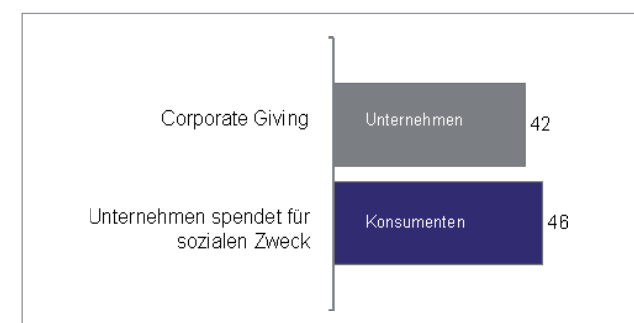 Corporate Giving
Unternehmen
42
Unternehmen spendet für
sozialen Zweck
Konsumenten
46